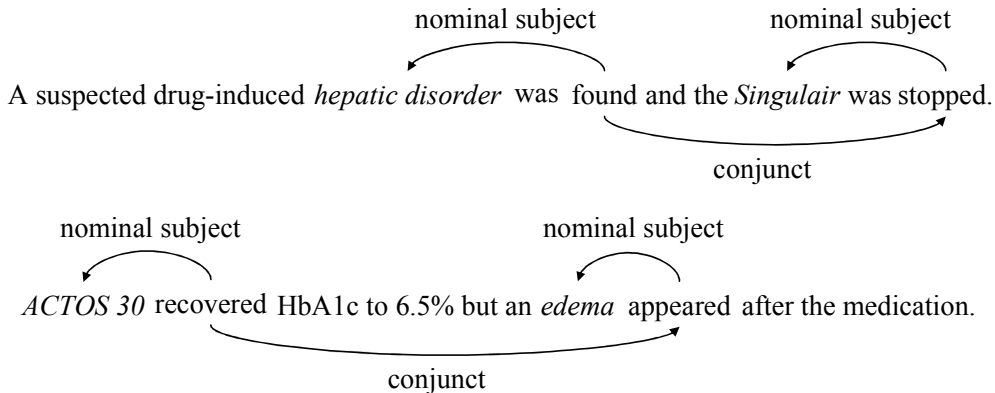 nominal subject nominal subject
A suspected drug-induced hepatic disorder was found and the Singulair was stopped.
conjunct
nominal subject nominal subject
ACTOS 30 recovered HbA1c to 6.5% but an edema appeared after the medication.
conjunct